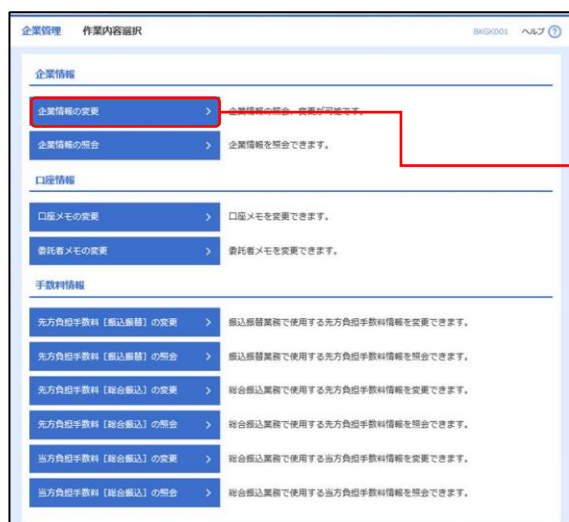 企業管理 作業内容選択 BKGK001 ヘルプ ?
企業情報
企業情報の変更 企業情報の照会、変更が可能です。
企業情報の照会 企業情報を照会できます。
口座情報
口座メモの変更 口座メモを変更できます。
委託者メモの変更 委託者メモを変更できます。
手数料情報
先方負担手数料［振込振替］の変更 振込振替業務で使用する先方負担手数料情報を変更できます。
先方負担手数料［振込振替］の照会 振込振替業務で使用する先方負担手数料情報を照会できます。
先方負担手数料［総合振込］の変更 総合振込業務で使用する先方負担手数料情報を変更できます。
先方負担手数料［総合振込］の照会 総合振込業務で使用する先方負担手数料情報を照会できます。
当方負担手数料［総合振込］の変更 総合振込業務で使用する当方負担手数料情報を変更できます。
当方負担手数料［総合振込］の照会 総合振込業務で使用する当方負担手数料情報を照会できます。